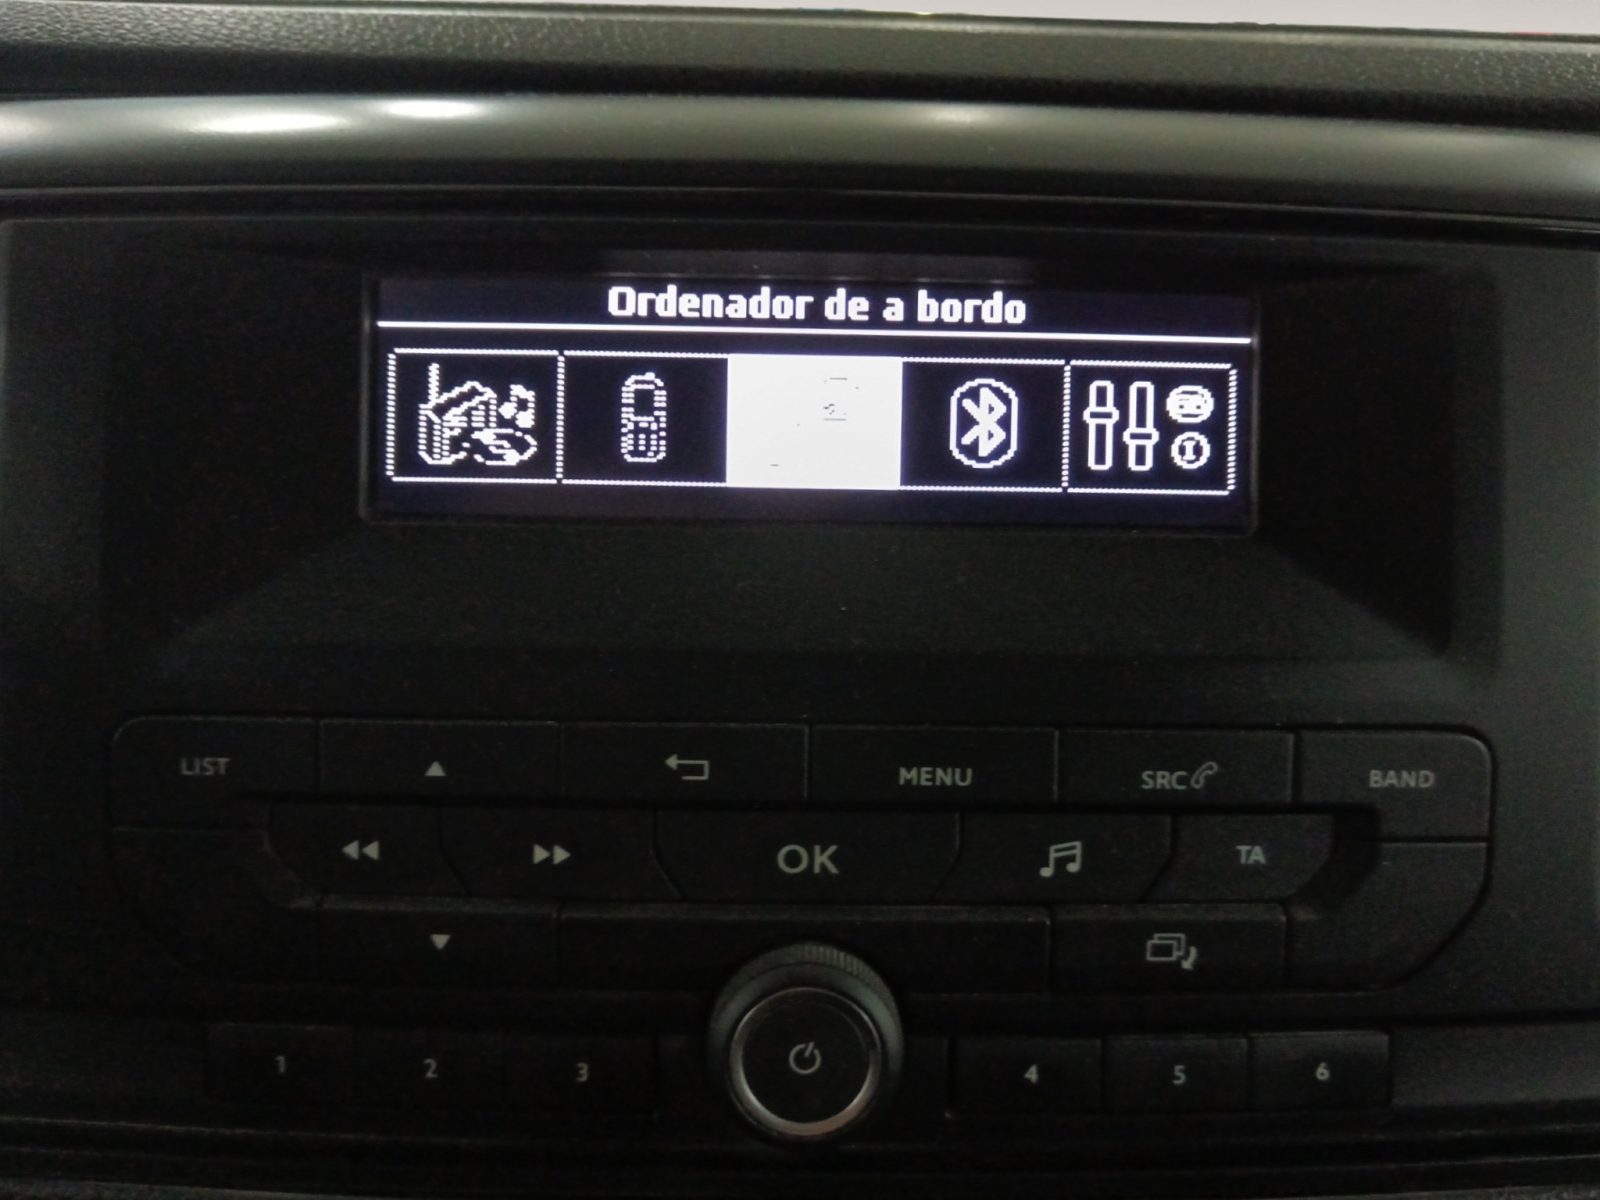 Ordenador de a bordo
LIST
MENU
SRC
BAND
OK
TA
1
2
3
4
5
6